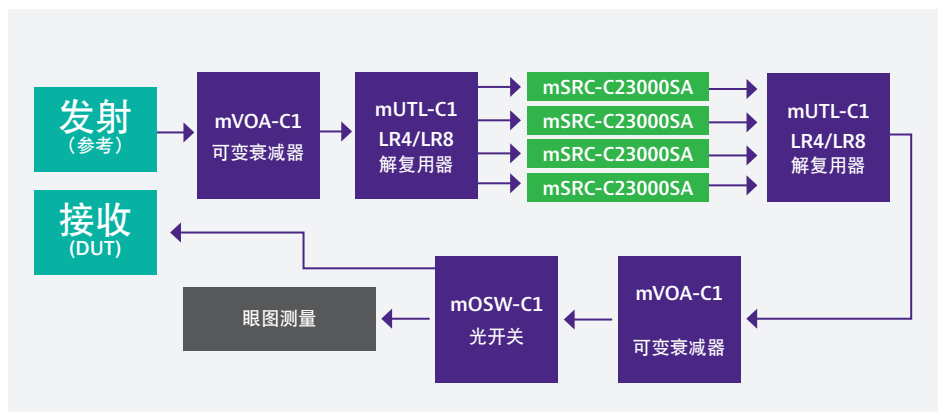 发射
（参考）
mVOA-C1
可变衰减器
mUTL-C1
LR4/LR8
解复用器
mSRC-C23000SA
mSRC-C23000SA
mSRC-C23000SA
mSRC-C23000SA
mUTL-C1
LR4/LR8
解复用器
接收
(DUT)
眼图测量
mOSW-C1
光开关
mVOA-C1
可变衰减器